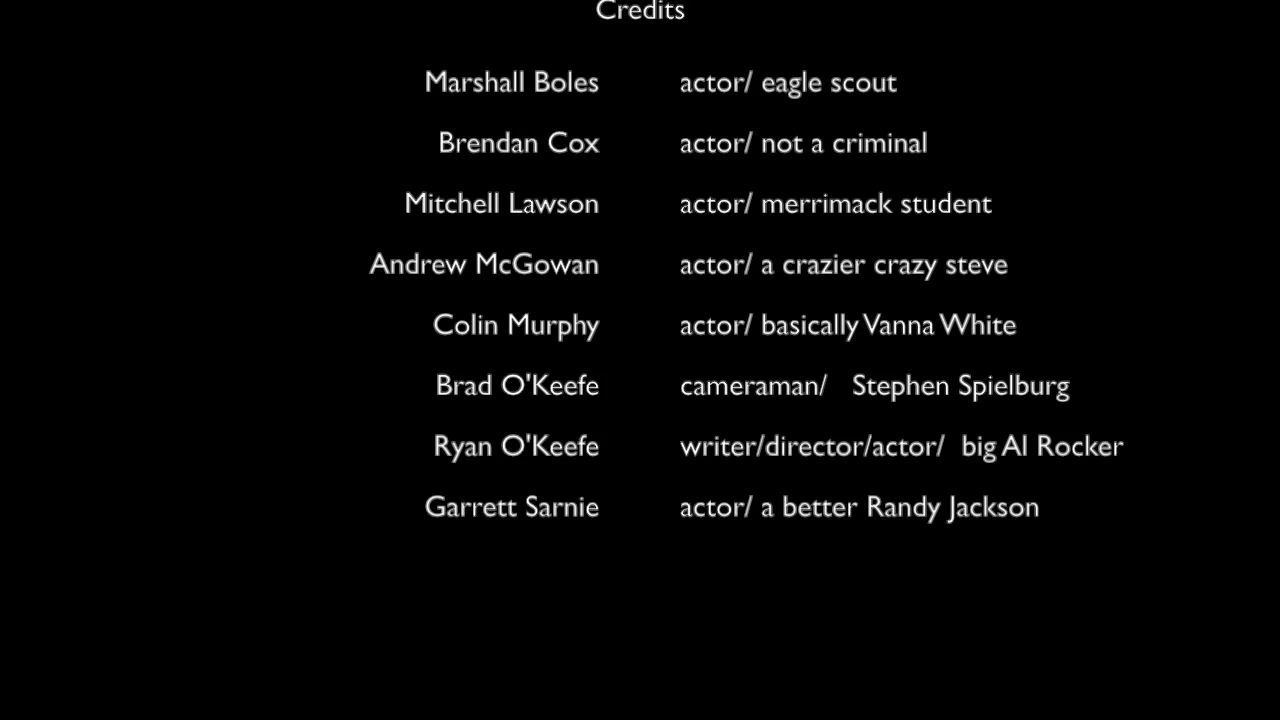 Credits
Marshall Boles actor/ eagle scout
Brendan Cox actor/ not a criminal
Mitchell Lawson actor/ merrimack student
Andrew McGowan actor/ a crazier crazy steve
Colin Murphy actor/ basically Vanna White
Brad O'Keefe cameraman/ Stephen Spielburg
Ryan O'Keefe writer/director/actor/ big Al Rocker
Garrett Sarnie actor/ a better Randy Jackson